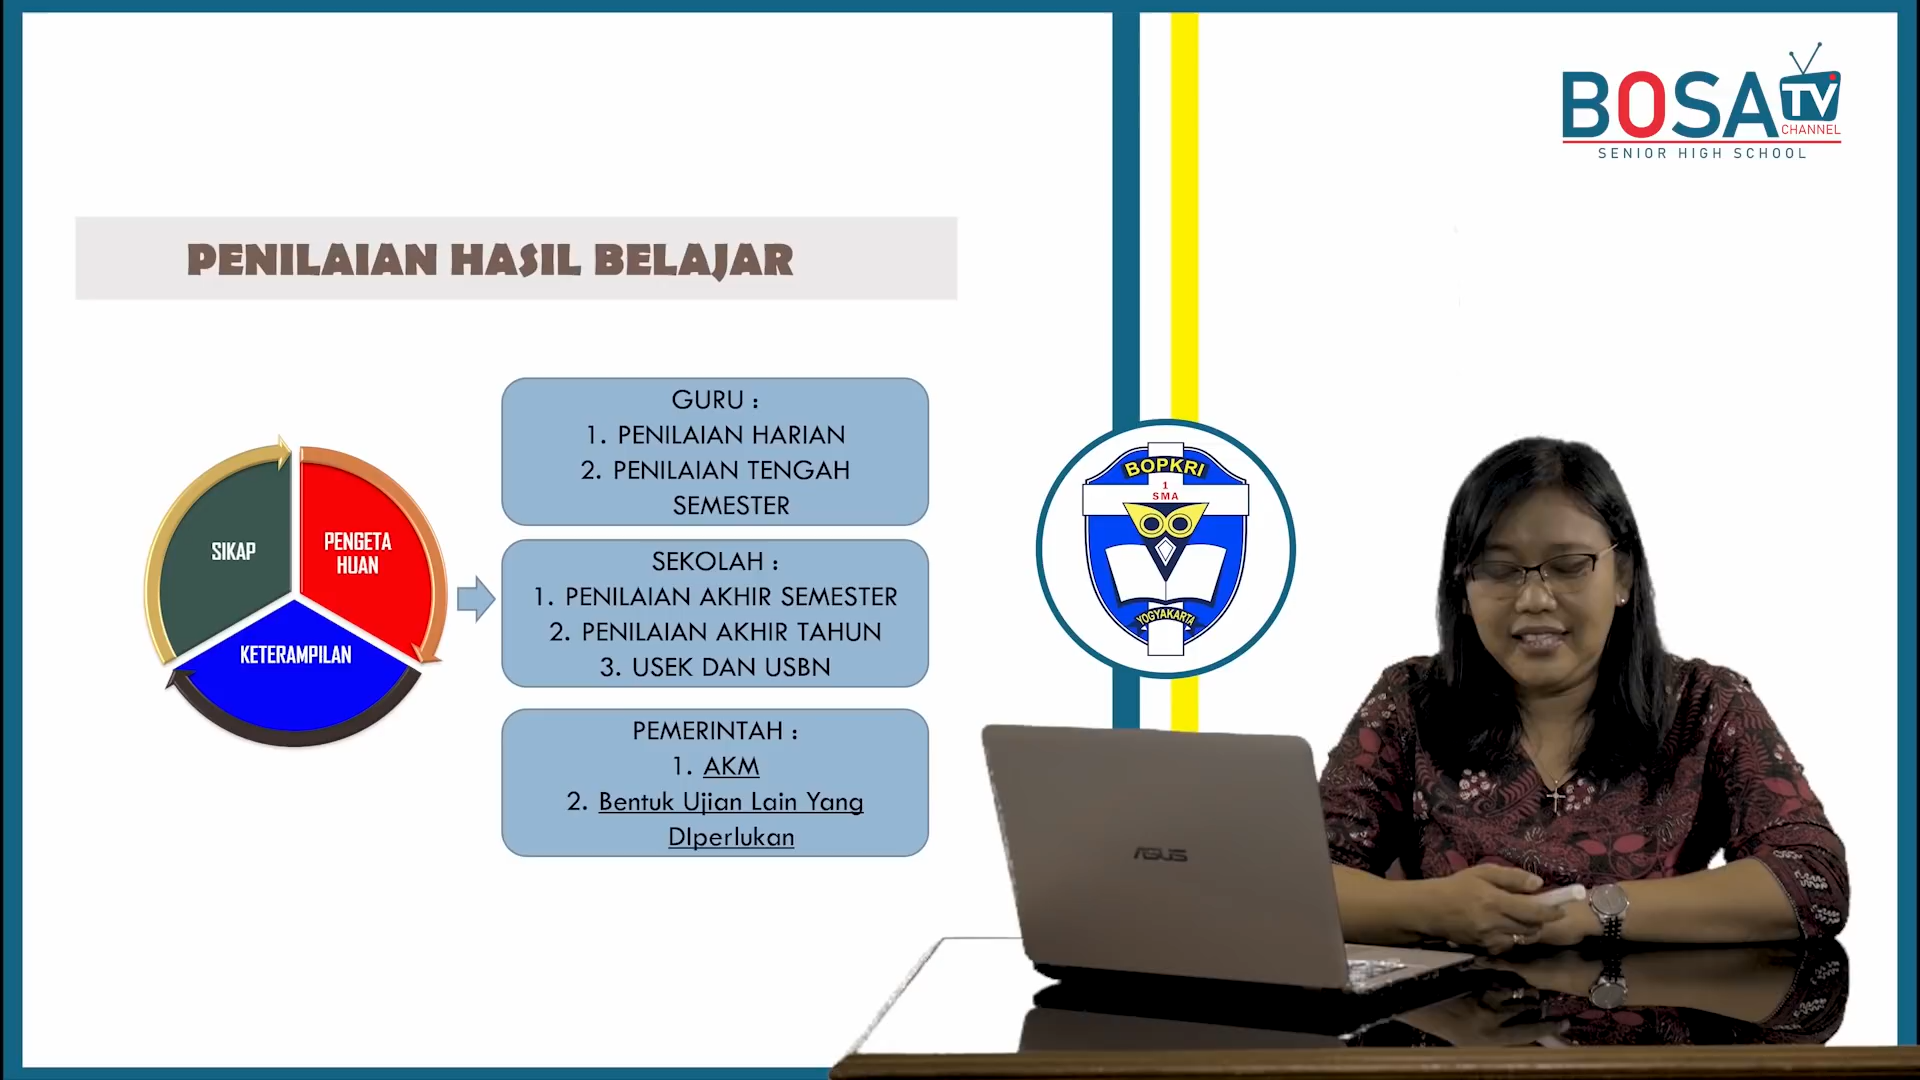 BOSA TV
CHANNEL
SENIOR HIGH SCHOOL
PENILAIAN HASIL BELAJAR
SIKAP
PENGETA
HUAN
KETERAMPILAN
GURU :
1. PENILAIAN HARIAN
2. PENILAIAN TENGAH
SEMESTER
SEKOLAH :
1. PENILAIAN AKHIR SEMESTER
2. PENILAIAN AKHIR TAHUN
3. USEK DAN USBN
PEMERINTAH :
1. AKM
2. Bentuk Ujian Lain Yang
DIperlukan
BOPKRI
1
SMA
YOGYAKARTA
ASUS